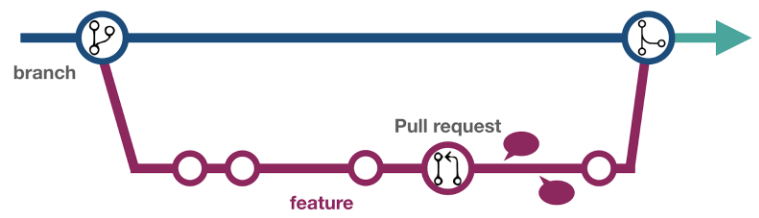 branch
Pull request
feature